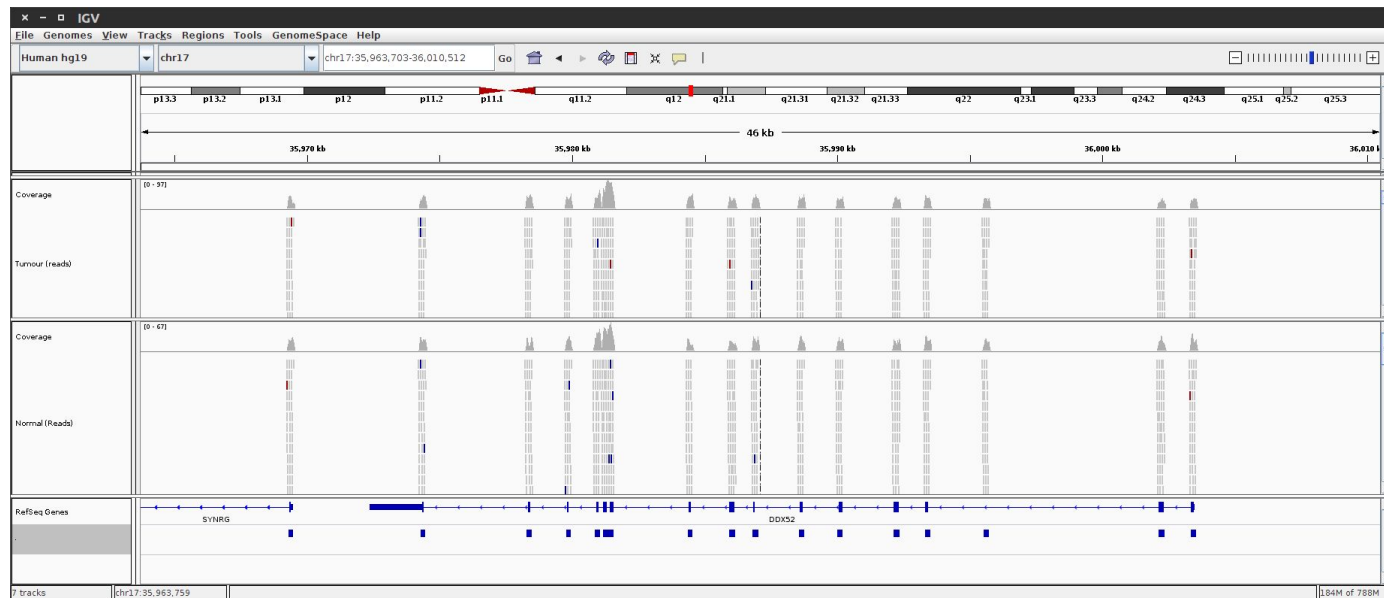 × – ▫ IGV
File Genomes View Tracks Regions Tools GenomeSpace Help
Human hg19 chr17 chr17:35,963,703-36,010,512 Go
p13.3 p13.2 p13.1 p12 p11.2 p11.1 q11.2 q12 q21.1 q21.31 q21.32 q21.33 q22 q23.1 q23.3 q24.2 q24.3 q25.1 q25.2 q25.3
46 kb
35,970 kb 35,980 kb 35,990 kb 36,000 kb 36,010 k
[0 - 97]
Coverage
Tumour (reads)
[0 - 67]
Coverage
Normal (Reads)
RefSeq Genes
SYNRG DDX52
7 tracks chr17:35,963,759 184M of 788M